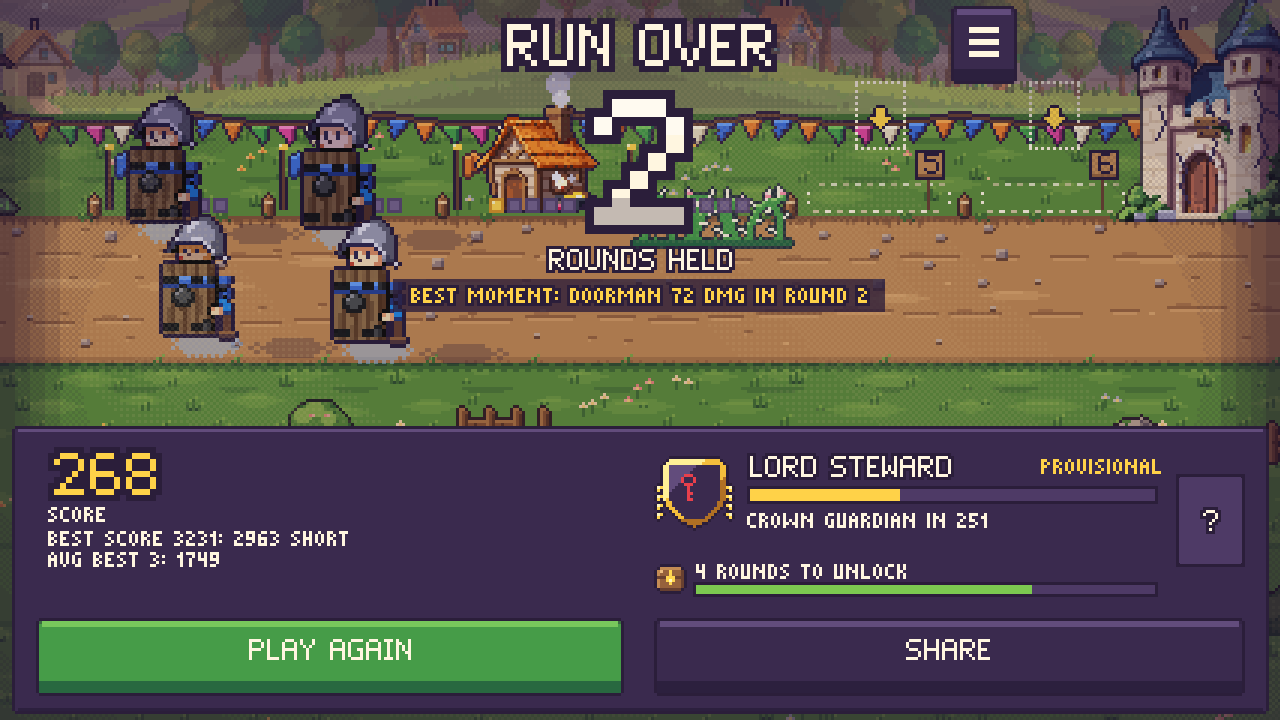 RUN OVER
2
5
6
ROUNDS HELD
BEST MOMENT: DOORMAN 72 DMG IN ROUND 2
268
SCORE
BEST SCORE 3231: 2963 SHORT
AVG BEST 3: 1749
LORD STEWARD
PROVISIONAL
CROWN GUARDIAN IN 251
?
4 ROUNDS TO UNLOCK
PLAY AGAIN
SHARE